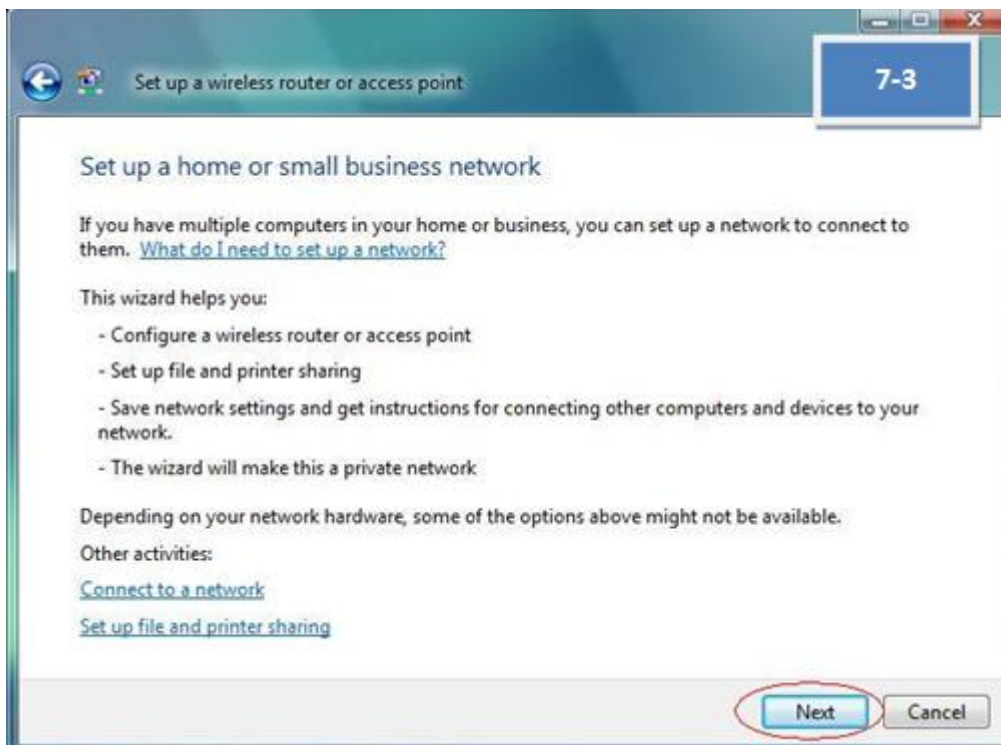 Set up a wireless router or access point
7-3
Set up a home or small business network
If you have multiple computers in your home or business, you can set up a network to connect to
them. What do I need to set up a network?
This wizard helps you:
- Configure a wireless router or access point
- Set up file and printer sharing
- Save network settings and get instructions for connecting other computers and devices to your
network.
- The wizard will make this a private network
Depending on your network hardware, some of the options above might not be available.
Other activities:
Connect to a network
Set up file and printer sharing
Next
Cancel